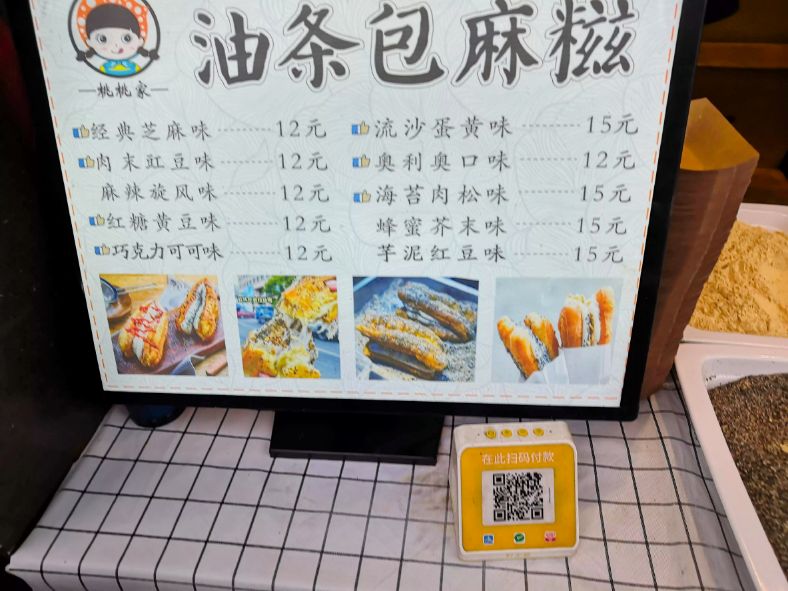 油条包麻糍
桃桃家
经典芝麻味 12元
肉末豇豆味 12元
麻辣旋风味 12元
红糖黄豆味 12元
巧克力可可味 12元
流沙蛋黄味 15元
奥利奥口味 12元
海苔肉松味 15元
蜂蜜芥末味 15元
芋泥红豆味 15元
在此扫码付款